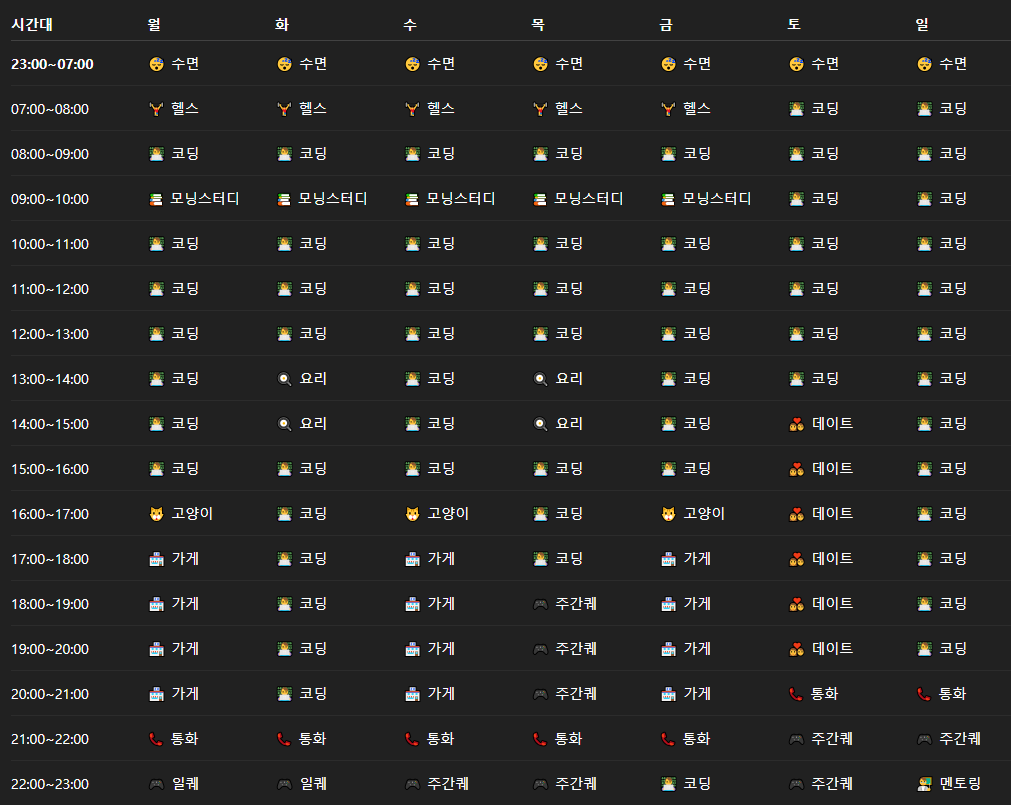 시간대 월 화 수 목 금 토 일
23:00~07:00 😴 수면 😴 수면 😴 수면 😴 수면 😴 수면 😴 수면 😴 수면
07:00~08:00 헬스 헬스 헬스 헬스 헬스 코딩 코딩
08:00~09:00 코딩 코딩 코딩 코딩 코딩 코딩 코딩
09:00~10:00 모닝스터디 모닝스터디 모닝스터디 모닝스터디 모닝스터디 코딩 코딩
10:00~11:00 코딩 코딩 코딩 코딩 코딩 코딩 코딩
11:00~12:00 코딩 코딩 코딩 코딩 코딩 코딩 코딩
12:00~13:00 코딩 코딩 코딩 코딩 코딩 코딩 코딩
13:00~14:00 코딩 요리 코딩 요리 코딩 코딩 코딩
14:00~15:00 코딩 요리 코딩 요리 코딩 데이트 코딩
15:00~16:00 코딩 코딩 코딩 코딩 코딩 데이트 코딩
16:00~17:00 고양이 코딩 고양이 코딩 고양이 데이트 코딩
17:00~18:00 가게 코딩 가게 코딩 가게 데이트 코딩
18:00~19:00 가게 코딩 가게 주간퀘 가게 데이트 코딩
19:00~20:00 가게 코딩 가게 주간퀘 가게 데이트 코딩
20:00~21:00 가게 코딩 가게 주간퀘 가게 통화 통화
21:00~22:00 통화 통화 통화 통화 통화 주간퀘 주간퀘
22:00~23:00 일퀘 일퀘 주간퀘 주간퀘 코딩 주간퀘 멘토링